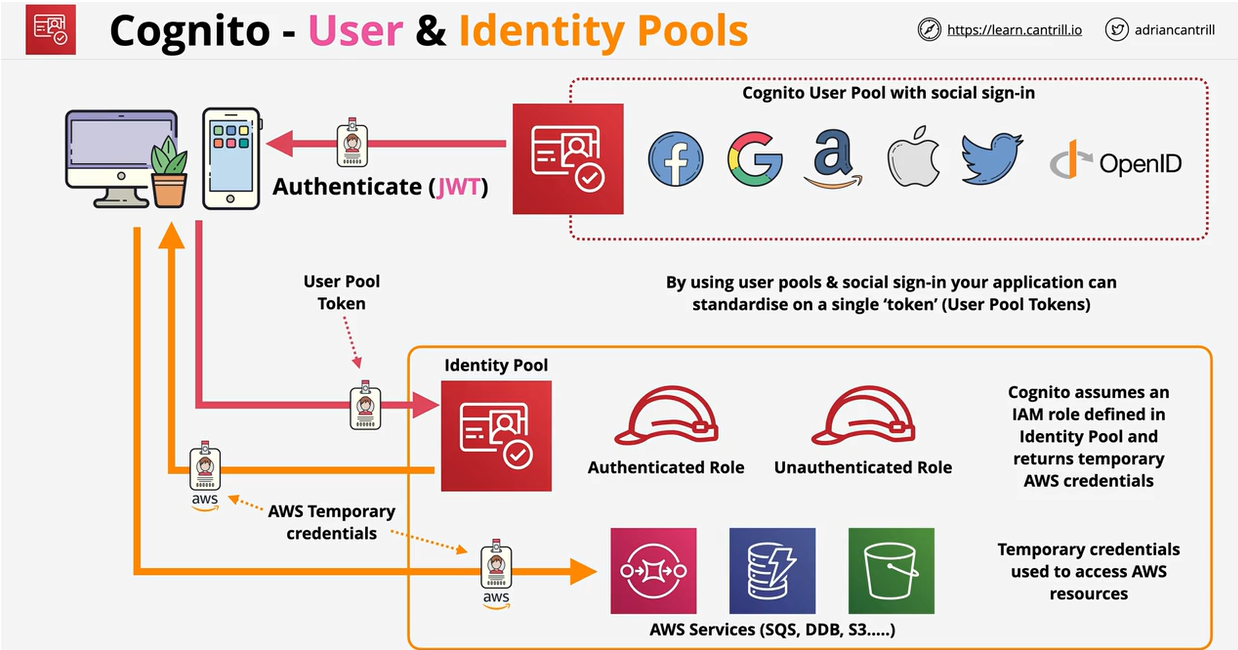 Cognito - User & Identity Pools
https://learn.cantrill.io
adriancantrill
Cognito User Pool with social sign-in
OpenID
Authenticate (JWT)
User Pool
Token
By using user pools & social sign-in your application can
standardise on a single ‘token’ (User Pool Tokens)
Identity Pool
Authenticated Role
Unauthenticated Role
Cognito assumes an
IAM role defined in
Identity Pool and
returns temporary
AWS credentials
aws
AWS Temporary
credentials
aws
Temporary credentials
used to access AWS
resources
AWS Services (SQS, DDB, S3.....)